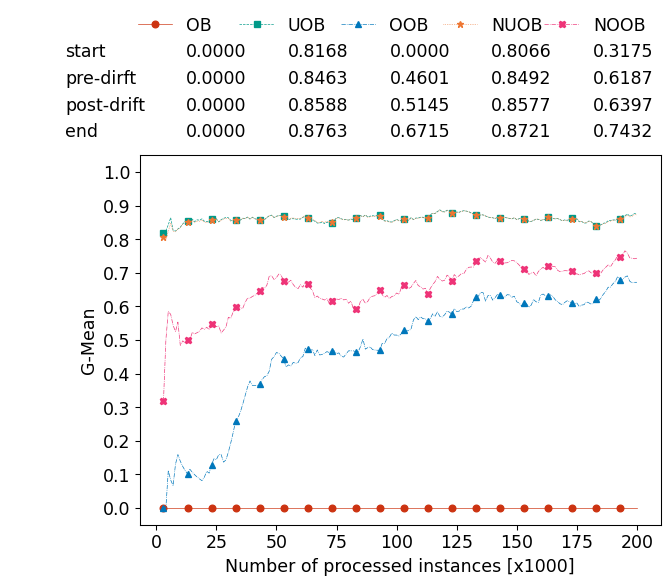 OB UOB OOB NUOB NOOB
start 0.0000 0.8168 0.0000 0.8066 0.3175
pre-dirft 0.0000 0.8463 0.4601 0.8492 0.6187
post-drift 0.0000 0.8588 0.5145 0.8577 0.6397
end 0.0000 0.8763 0.6715 0.8721 0.7432
1.0
0.9
0.8
0.7
0.6
0.5
0.4
0.3
0.2
0.1
0.0
G-Mean
0 25 50 75 100 125 150 175 200
Number of processed instances [x1000]